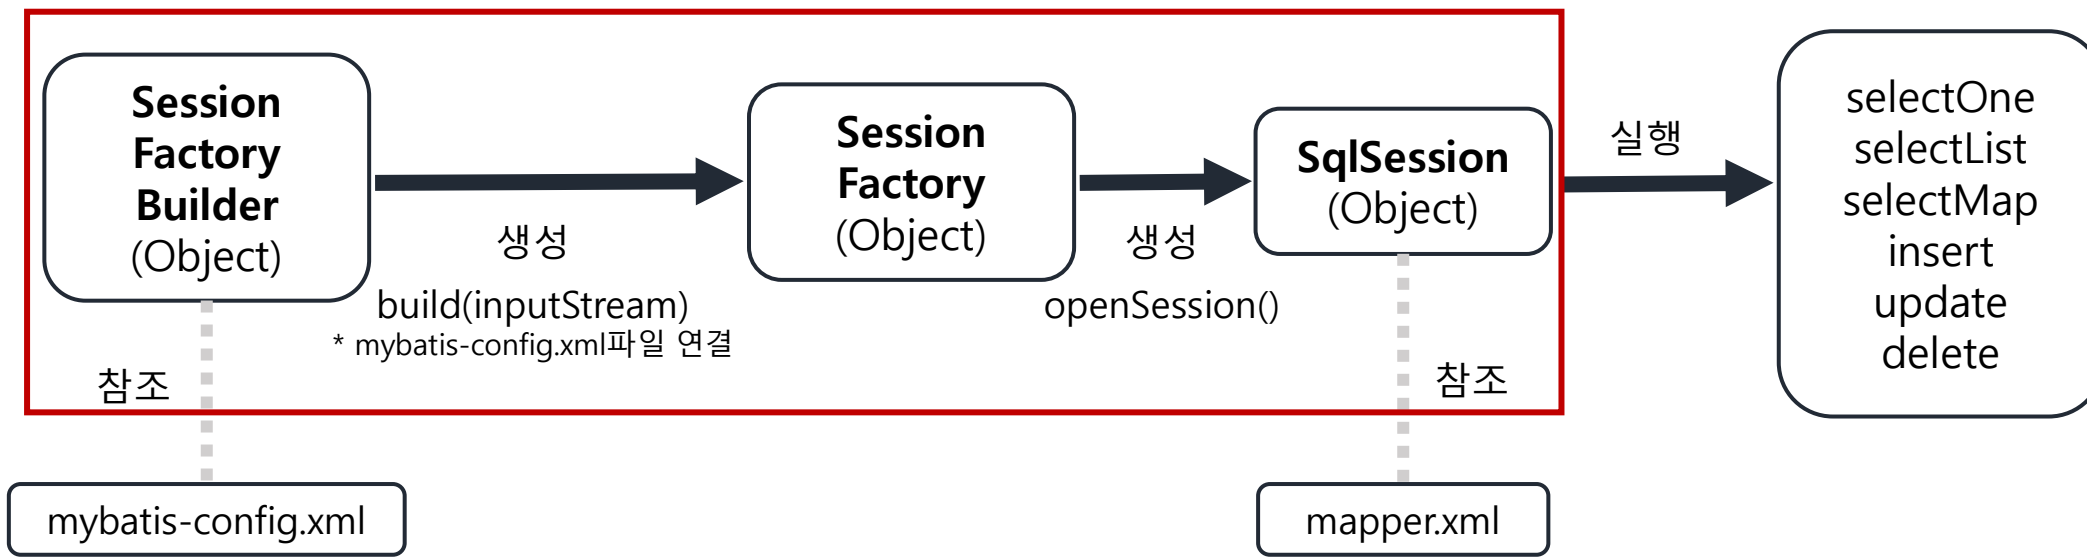 Session
Factory
Builder
(Object)
생성
build(inputStream)
* mybatis-config.xml파일 연결
참조
mybatis-config.xml
Session
Factory
(Object)
생성
openSession()
SqlSession
(Object)
참조
mapper.xml
실행
selectOne
selectList
selectMap
insert
update
delete